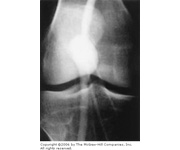 Copyright ©2006 by The McGraw-Hill Companies, Inc.
All rights reserved.